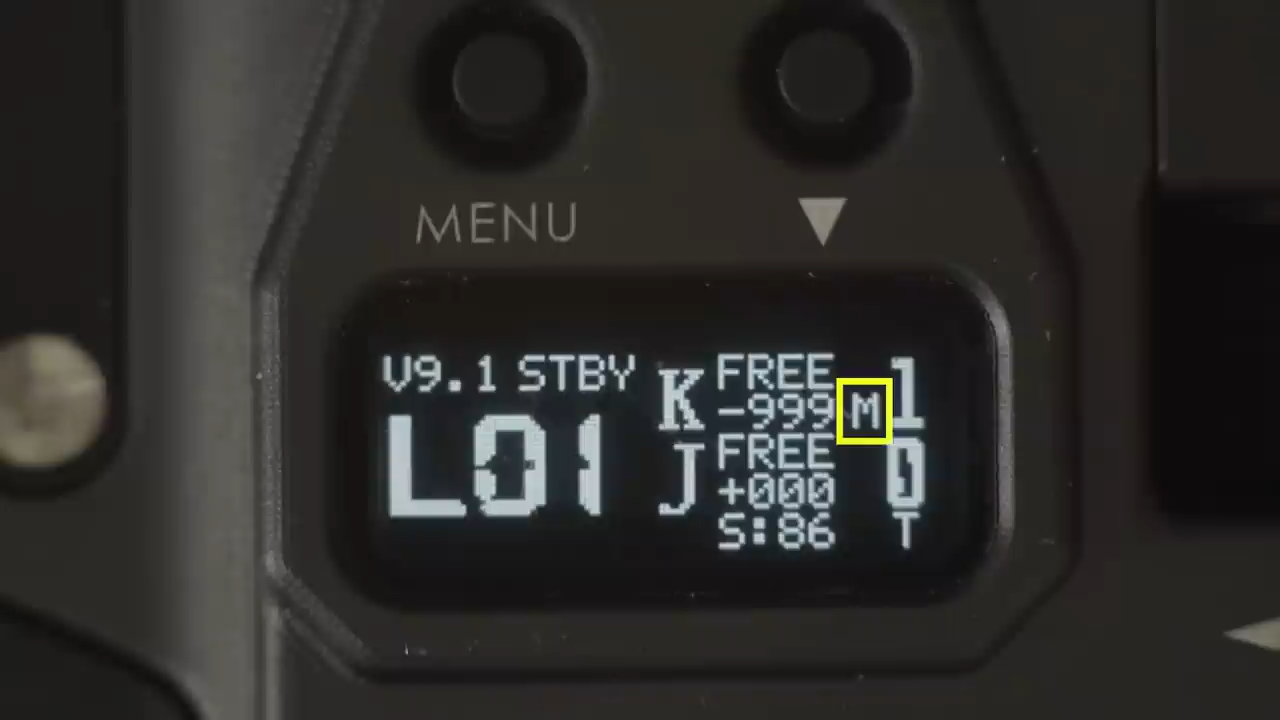 MENU ▼
V9.1 STBY K FREE 1
-999 M
L01 J FREE 0
+000
S:86 T